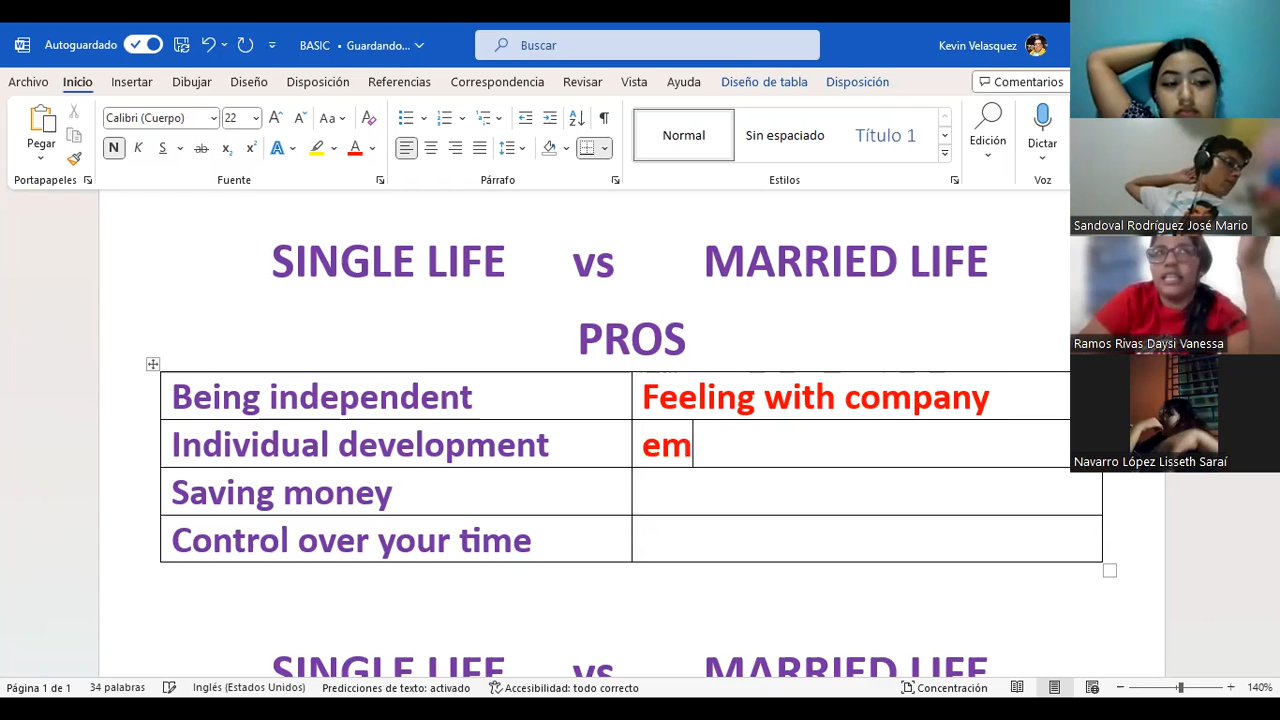 Autoguardado
BASIC • Guardando...
Buscar
Kevin Velasquez
Archivo Inicio Insertar Dibujar Diseño Disposición Referencias Correspondencia Revisar Vista Ayuda Diseño de tabla Disposición Comentarios
Pegar
Portapapeles
Calibri (Cuerpo) 22
N K S ab x₂ x² A A
Fuente
Párrafo
Normal Sin espaciado Título 1
Estilos
Edición
Dictar
Voz
Sandoval Rodríguez José Mario
Ramos Rivas Daysi Vanessa
Navarro López Lisseth Saraí
SINGLE LIFE vs MARRIED LIFE
PROS
Being independent Feeling with company
Individual development em
Saving money
Control over your time
SINGLE LIFE vs MARRIED LIFE
Página 1 de 1 34 palabras Inglés (Estados Unidos) Predicciones de texto: activado Accesibilidad: todo correcto Concentración 140%